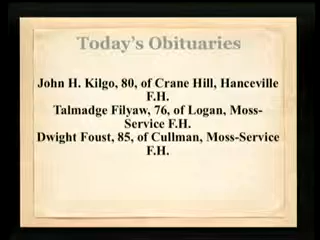 Today's Obituaries
John H. Kilgo, 80, of Crane Hill, Hanceville
F.H.
Talmadge Filyaw, 76, of Logan, Moss-
Service F.H.
Dwight Foust, 85, of Cullman, Moss-Service
F.H.